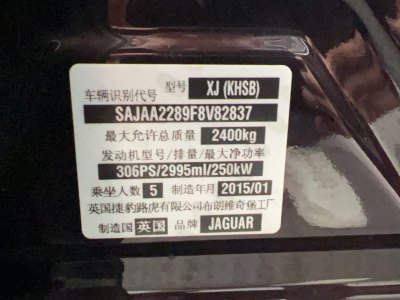 车辆识别代号 型号 XJ (KHSB)
SAJAA2289F8V82837
最大允许总质量 2400kg
发动机型号/排量/最大净功率
306PS/2995ml/250kW
乘坐人数 5 制造年月 2015/01
英国捷豹路虎有限公司布朗维奇堡工厂
制造国 英国 品牌 JAGUAR